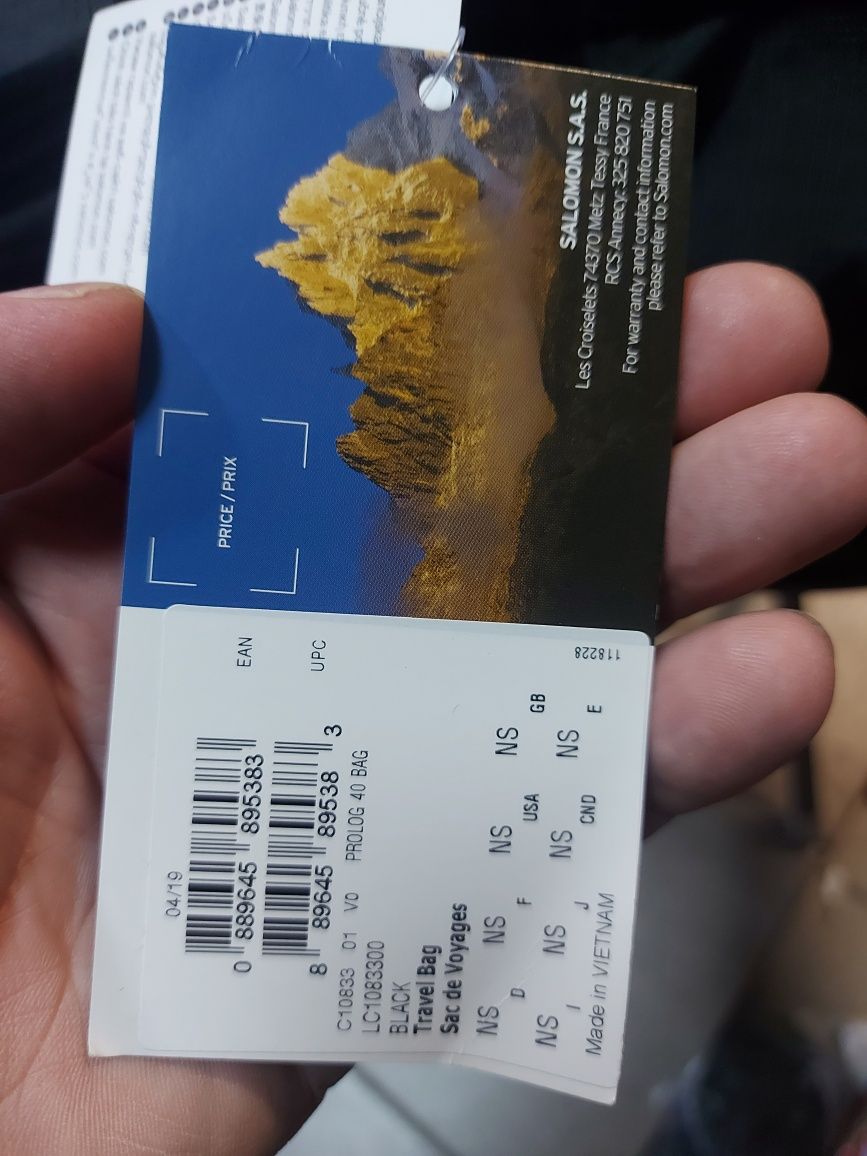 SALOMON S.A.S.
Les Croiselets 74370 Metz Tessy France
RCS Annecy: 325 820 751
For warranty and contact information
please refer to Salomon.com
PRICE / PRIX
04/19
EAN
0 889645 895383
UPC
8 89645 89538 3
C10833 01 V0 PROLOG 40 BAG
LC1083300
BLACK
Travel Bag
Sac de Voyages
NS NS NS NS
D F USA GB
NS NS NS NS
I J CND E
Made in VIETNAM
118228